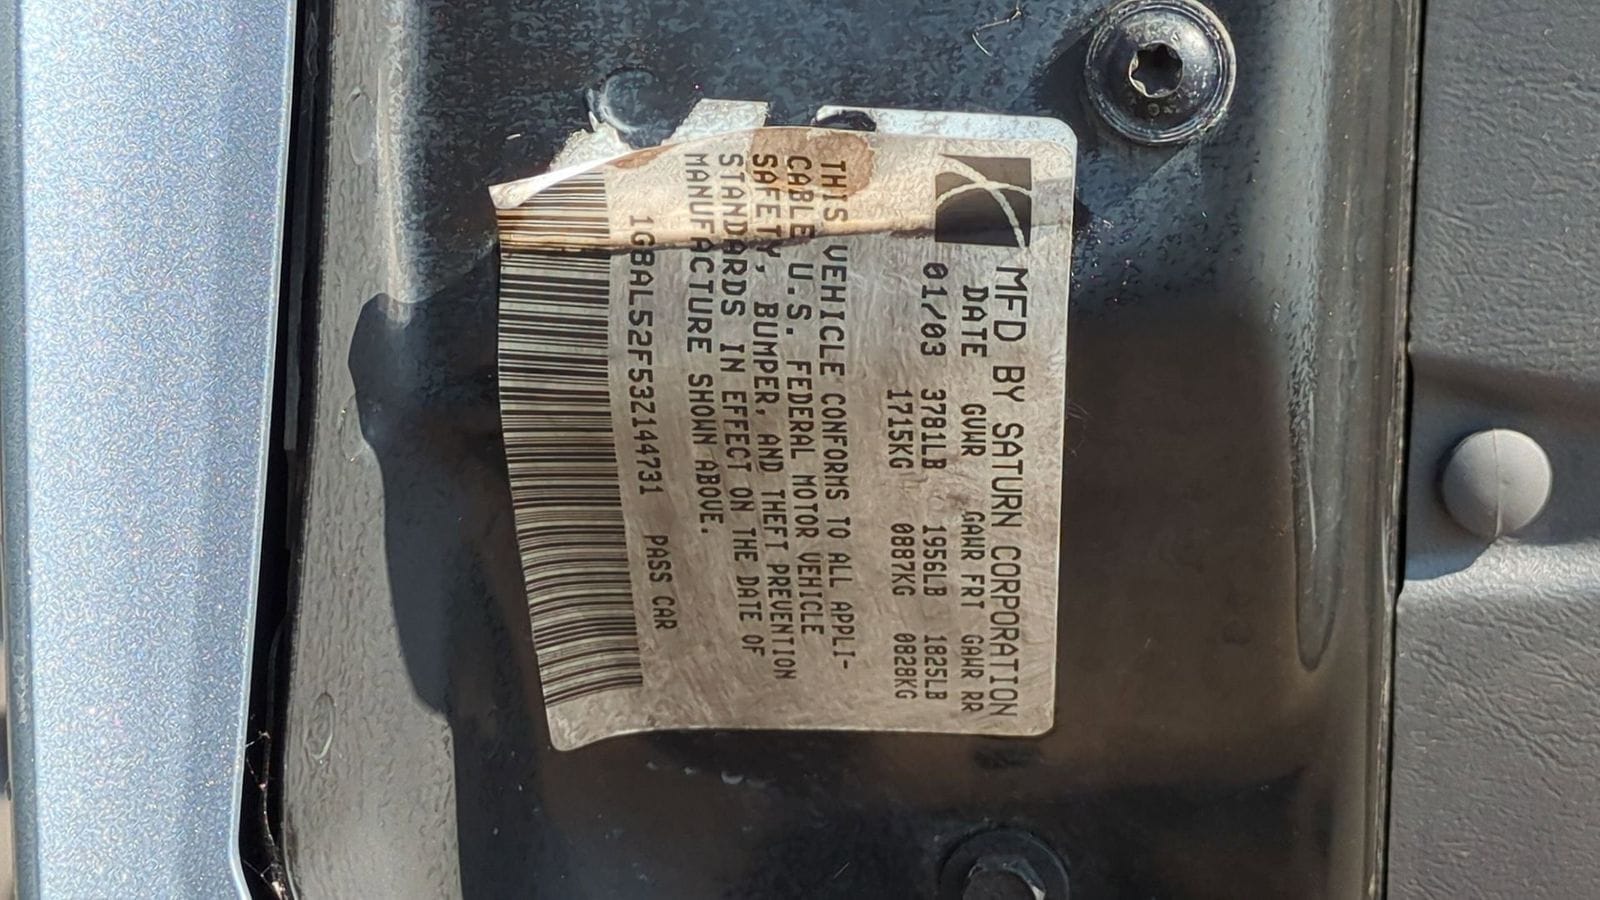 MFD BY SATURN CORPORATION
DATE GVWR GAWR FRT GAWR RR
01/03 3781LB 1956LB 1825LB
1715KG 0887KG 0828KG
THIS VEHICLE CONFORMS TO ALL APPLI-
CABLE U.S. FEDERAL MOTOR VEHICLE
SAFETY, BUMPER, AND THEFT PREVENTION
STANDARDS IN EFFECT ON THE DATE OF
MANUFACTURE SHOWN ABOVE.
1G8AL52F53Z144731 PASS CAR